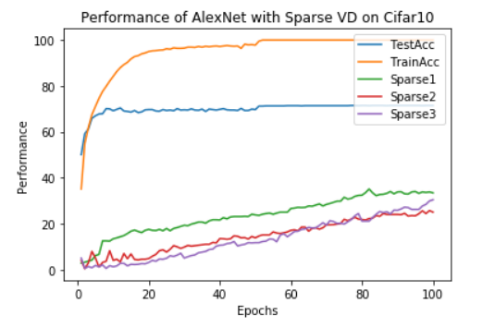 Performance of AlexNet with Sparse VD on Cifar10
100
80
60
40
20
0
Performance
0 20 40 60 80 100
Epochs
TestAcc
TrainAcc
Sparse1
Sparse2
Sparse3